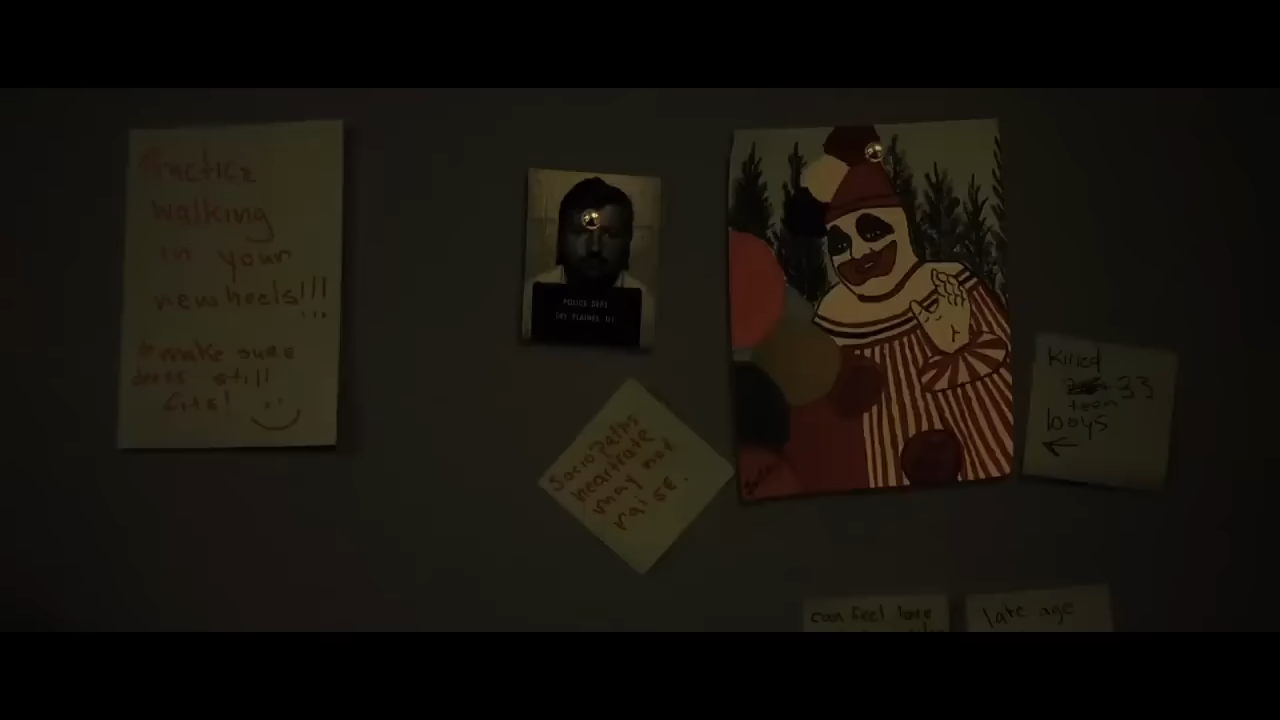 Practice
walking
in your
new heels!!!
make sure
dress still
fits!
POLICE DEPT.
DES PLAINES, ILL
Sociopaths
heartrate
may not
raise.
Killed
33
teen
boys
can feel love
late age